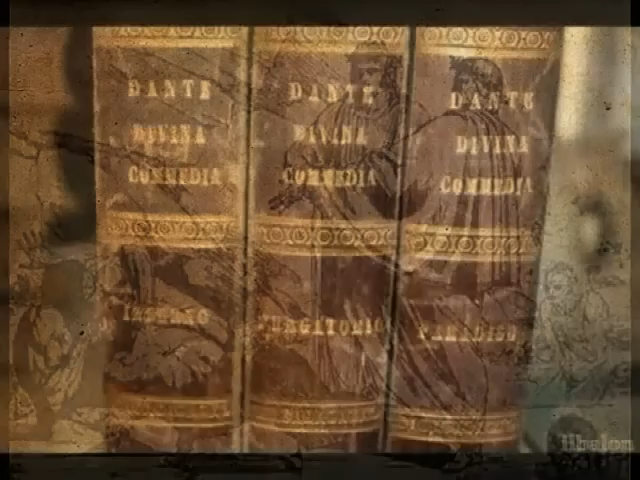 DANTE
DIVINA
COMMEDIA
INFERNO
DANTE
DIVINA
COMMEDIA
PURGATORIO
DANTE
DIVINA
COMMEDIA
PARADISO